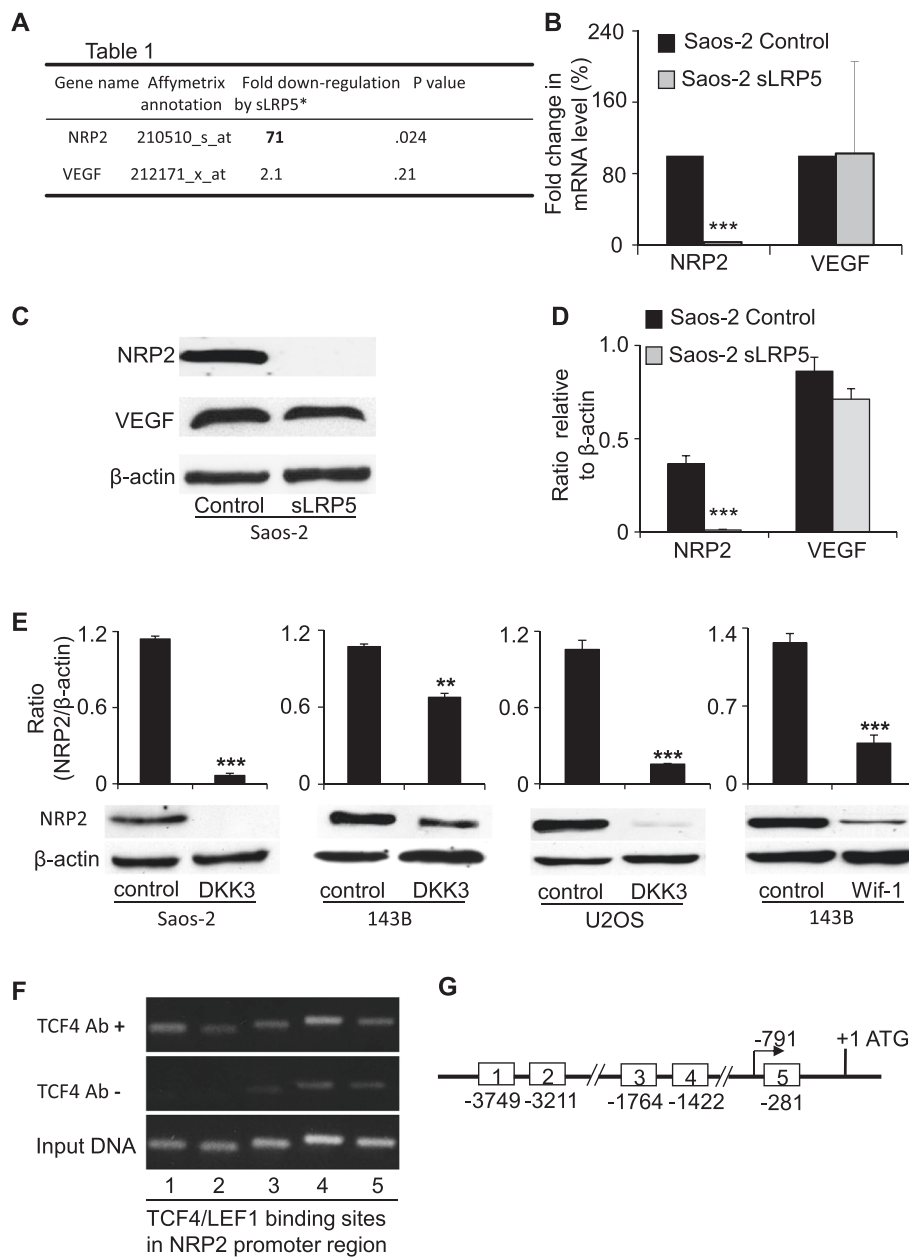 A
Table 1
Gene name Affymetrix annotation Fold down-regulation by sLRP5* P value
NRP2 210510_s_at 71 .024
VEGF 212171_x_at 2.1 .21
B
Saos-2 Control
Saos-2 sLRP5
Fold change in
mRNA level (%)
240
160
80
0
***
NRP2 VEGF
C
NRP2
VEGF
β-actin
Control sLRP5
Saos-2
D
Saos-2 Control
Saos-2 sLRP5
Ratio relative
to β-actin
1.0
0.5
0
***
NRP2 VEGF
E
Ratio
(NRP2/β-actin)
1.2
0.6
0
***
1.2
0.6
0
**
1.2
0.6
0
***
1.4
0.7
0
***
NRP2
β-actin
control DKK3
Saos-2
control DKK3
143B
control DKK3
U2OS
control Wif-1
143B
F
TCF4 Ab +
TCF4 Ab -
Input DNA
1 2 3 4 5
TCF4/LEF1 binding sites
in NRP2 promoter region
G
-791
+1 ATG
1 2 // 3 4 // 5
-3749 -3211 -1764 -1422 -281